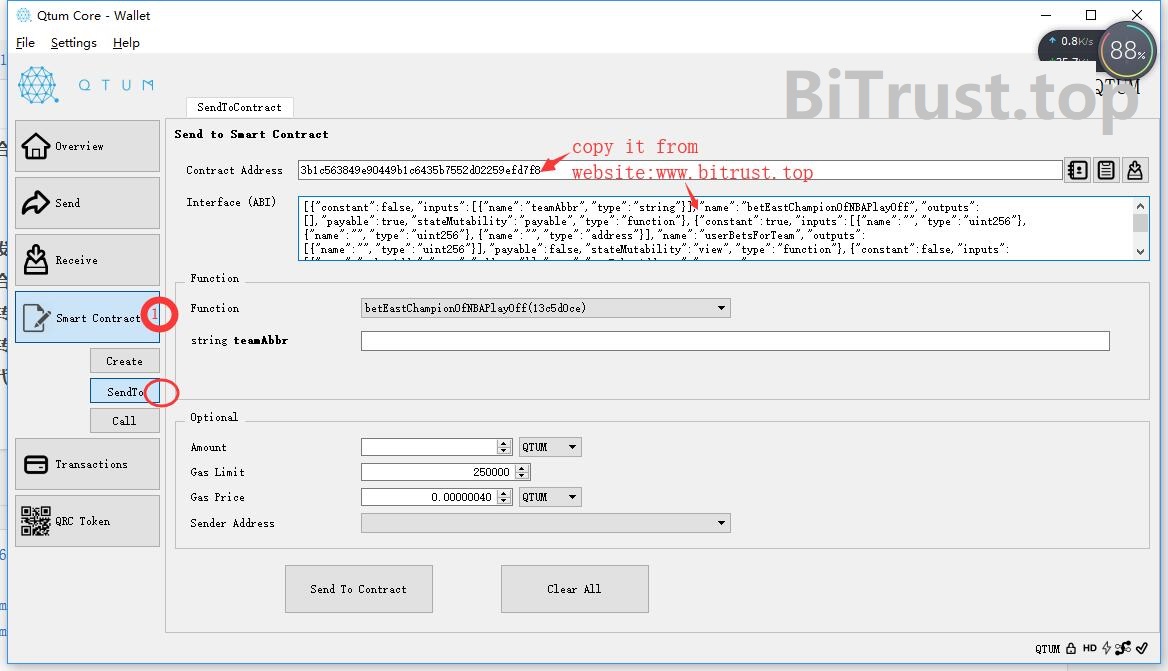 Qtum Core - Wallet
File Settings Help
0.8K/s
88%
QTUM
QTUM
BiTrust.top
SendToContract
Send to Smart Contract
copy it from
website:www.bitrust.top
Contract Address
3b1c563849e90449b1c6435b7552d02259efd7f8
Interface (ABI)
[{"constant":false, "inputs":[{"name":"teamAbbr", "type":"string"}], "name":"betEastChampionOfNBAPlayOff", "outputs":
[], "payable":true, "stateMutability":"payable", "type":"function"}, {"constant":true, "inputs":[{"name":"", "type":"uint256"},
{"name":"", "type":"uint256"}, {"name":"", "type":"address"}], "name":"userBetsForTeam", "outputs":
[{"name":"", "type":"uint256"}], "payable":false, "stateMutability":"view", "type":"function"}, {"constant":false, "inputs":
Overview
Send
Receive
Smart Contract
1
Create
SendTo
Call
Transactions
QRC Token
Function
Function
betEastChampionOfNBAPlayOff(13c5d0ce)
string teamAbbr
Optional
Amount
QTUM
Gas Limit
250000
Gas Price
0.00000040
QTUM
Sender Address
Send To Contract
Clear All
QTUM
HD